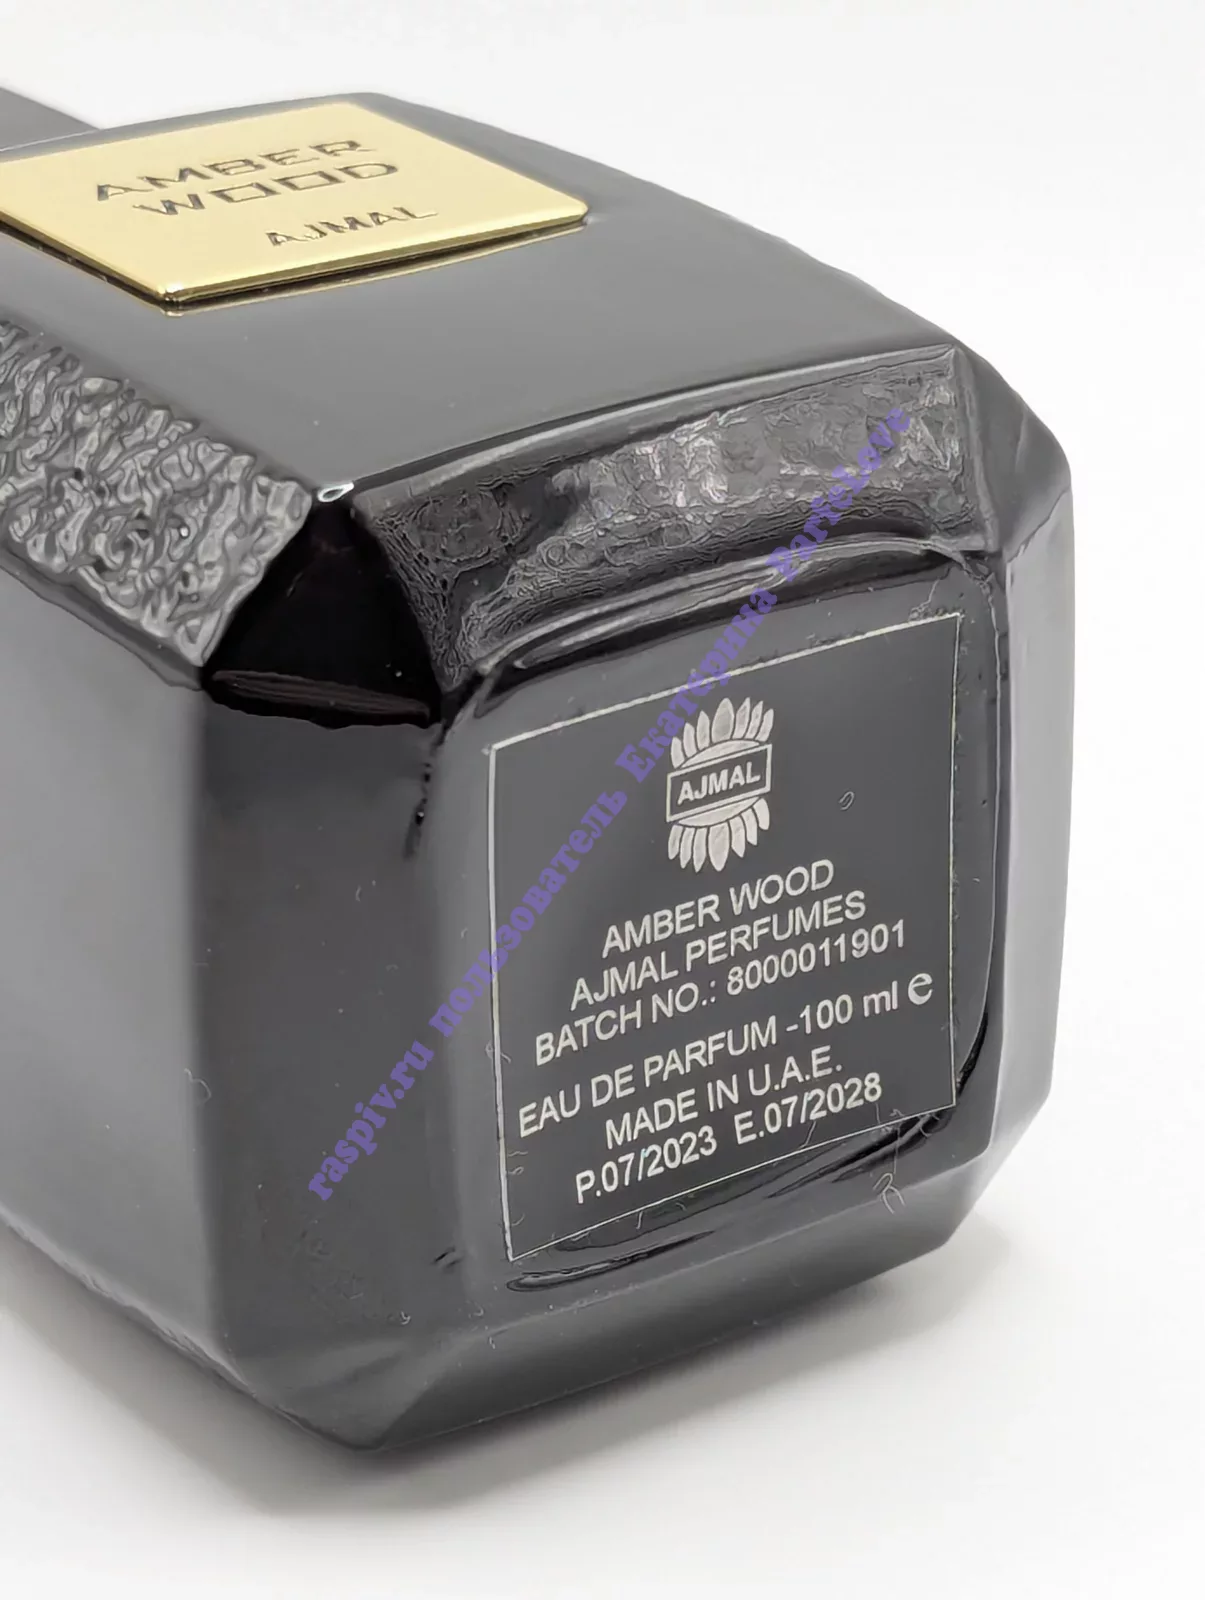 AMBER
WOOD
AJMAL
AJMAL
AMBER WOOD
AJMAL PERFUMES
BATCH NO.: 8000011901
EAU DE PARFUM -100 ml e
MADE IN U.A.E.
P.07/2023 E.07/2028
raspiv.ru пользователь Екатерина ParisLove